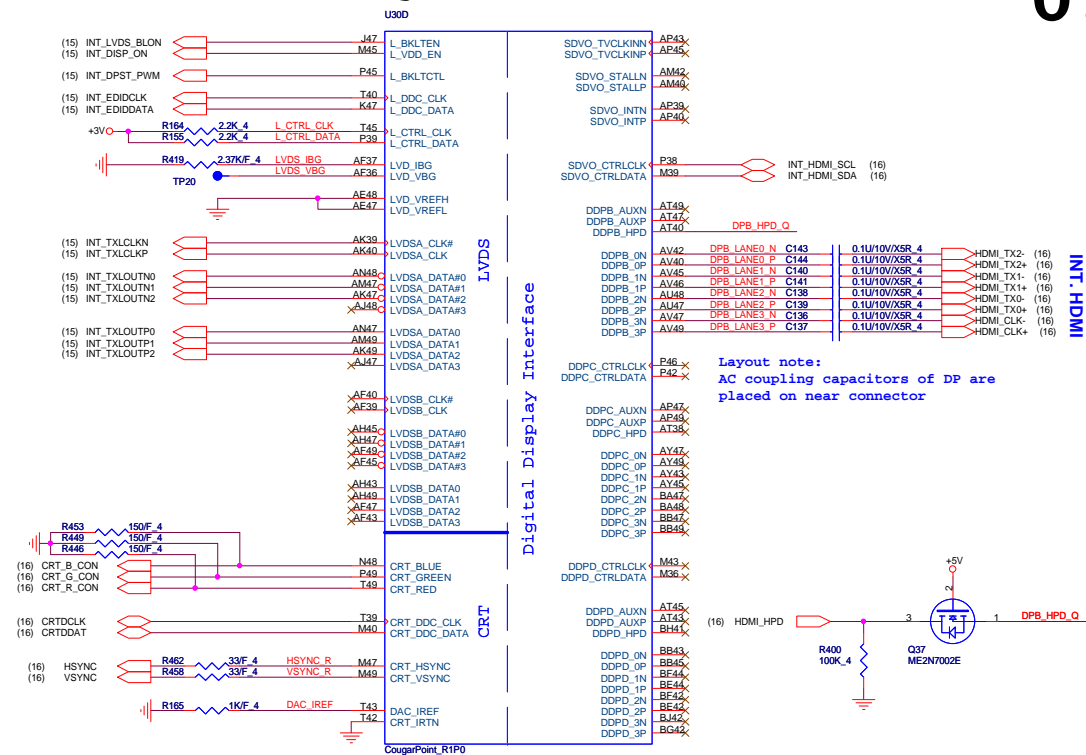 0
U30D
(15) INT_LVDS_BLON J47 L_BKLTEN
(15) INT_DISP_ON M45 L_VDD_EN
(15) INT_DPST_PWM P45 L_BKLTCTL
(15) INT_EDIDCLK T40 L_DDC_CLK
(15) INT_EDIDDATA K47 L_DDC_DATA
+3V R164 2.2K_4 L_CTRL_CLK T45 L_CTRL_CLK
R155 2.2K_4 L_CTRL_DATA P39 L_CTRL_DATA
R419 2.37K/F_4 LVDS_IBG AF37 LVD_IBG
TP20 LVDS_VBG AF36 LVD_VBG
AE48 LVD_VREFH
AE47 LVD_VREFL
(15) INT_TXLCLKN AK39 LVDSA_CLK#
(15) INT_TXLCLKP AK40 LVDSA_CLK
(15) INT_TXLOUTN0 AN48 LVDSA_DATA#0
(15) INT_TXLOUTN1 AM47 LVDSA_DATA#1
(15) INT_TXLOUTN2 AK47 LVDSA_DATA#2
AJ48 LVDSA_DATA#3
(15) INT_TXLOUTP0 AN47 LVDSA_DATA0
(15) INT_TXLOUTP1 AM49 LVDSA_DATA1
(15) INT_TXLOUTP2 AK49 LVDSA_DATA2
AJ47 LVDSA_DATA3
AF40 LVDSB_CLK#
AF39 LVDSB_CLK
AH45 LVDSB_DATA#0
AH47 LVDSB_DATA#1
AF49 LVDSB_DATA#2
AF45 LVDSB_DATA#3
AH43 LVDSB_DATA0
AH49 LVDSB_DATA1
AF47 LVDSB_DATA2
AF43 LVDSB_DATA3
R453 150/F_4
R449 150/F_4
R446 150/F_4
(16) CRT_B_CON N48 CRT_BLUE
(16) CRT_G_CON P49 CRT_GREEN
(16) CRT_R_CON T49 CRT_RED
(16) CRTDCLK T39 CRT_DDC_CLK
(16) CRTDDAT M40 CRT_DDC_DATA
(16) HSYNC R462 33/F_4 HSYNC_R M47 CRT_HSYNC
(16) VSYNC R458 33/F_4 VSYNC_R M49 CRT_VSYNC
R165 1K/F_4 DAC_IREF T43 DAC_IREF
T42 CRT_IRTN
CougarPoint_R1P0
LVDS
CRT
Digital Display Interface
SDVO_TVCLKINN AP43
SDVO_TVCLKINP AP45
SDVO_STALLN AM42
SDVO_STALLP AM40
SDVO_INTN AP39
SDVO_INTP AP40
SDVO_CTRLCLK P38 INT_HDMI_SCL (16)
SDVO_CTRLDATA M39 INT_HDMI_SDA (16)
DDPB_AUXN AT49
DDPB_AUXP AT47
DDPB_HPD AT40 DPB_HPD_Q
DDPB_0N AV42 DPB_LANE0_N C143 0.1U/10V/X5R_4 HDMI_TX2- (16)
DDPB_0P AV40 DPB_LANE0_P C144 0.1U/10V/X5R_4 HDMI_TX2+ (16)
DDPB_1N AV45 DPB_LANE1_N C140 0.1U/10V/X5R_4 HDMI_TX1- (16)
DDPB_1P AV46 DPB_LANE1_P C141 0.1U/10V/X5R_4 HDMI_TX1+ (16)
DDPB_2N AU48 DPB_LANE2_N C138 0.1U/10V/X5R_4 HDMI_TX0- (16)
DDPB_2P AU47 DPB_LANE2_P C139 0.1U/10V/X5R_4 HDMI_TX0+ (16)
DDPB_3N AV47 DPB_LANE3_N C136 0.1U/10V/X5R_4 HDMI_CLK- (16)
DDPB_3P AV49 DPB_LANE3_P C137 0.1U/10V/X5R_4 HDMI_CLK+ (16)
INT. HDMI
Layout note:
AC coupling capacitors of DP are
placed on near connector
DDPC_CTRLCLK P46
DDPC_CTRLDATA P42
DDPC_AUXN AP47
DDPC_AUXP AP49
DDPC_HPD AT38
DDPC_0N AY47
DDPC_0P AY49
DDPC_1N AY43
DDPC_1P AY45
DDPC_2N BA47
DDPC_2P BA48
DDPC_3N BB47
DDPC_3P BB49
DDPD_CTRLCLK M43
DDPD_CTRLDATA M36
DDPD_AUXN AT45
DDPD_AUXP AT43
DDPD_HPD BH41
DDPD_0N BB43
DDPD_0P BB45
DDPD_1N BF44
DDPD_1P BE44
DDPD_2N BF42
DDPD_2P BE42
DDPD_3N BJ42
DDPD_3P BG42
+5V
2
(16) HDMI_HPD 3 1 DPB_HPD_Q
R400
100K_4
Q37
ME2N7002E